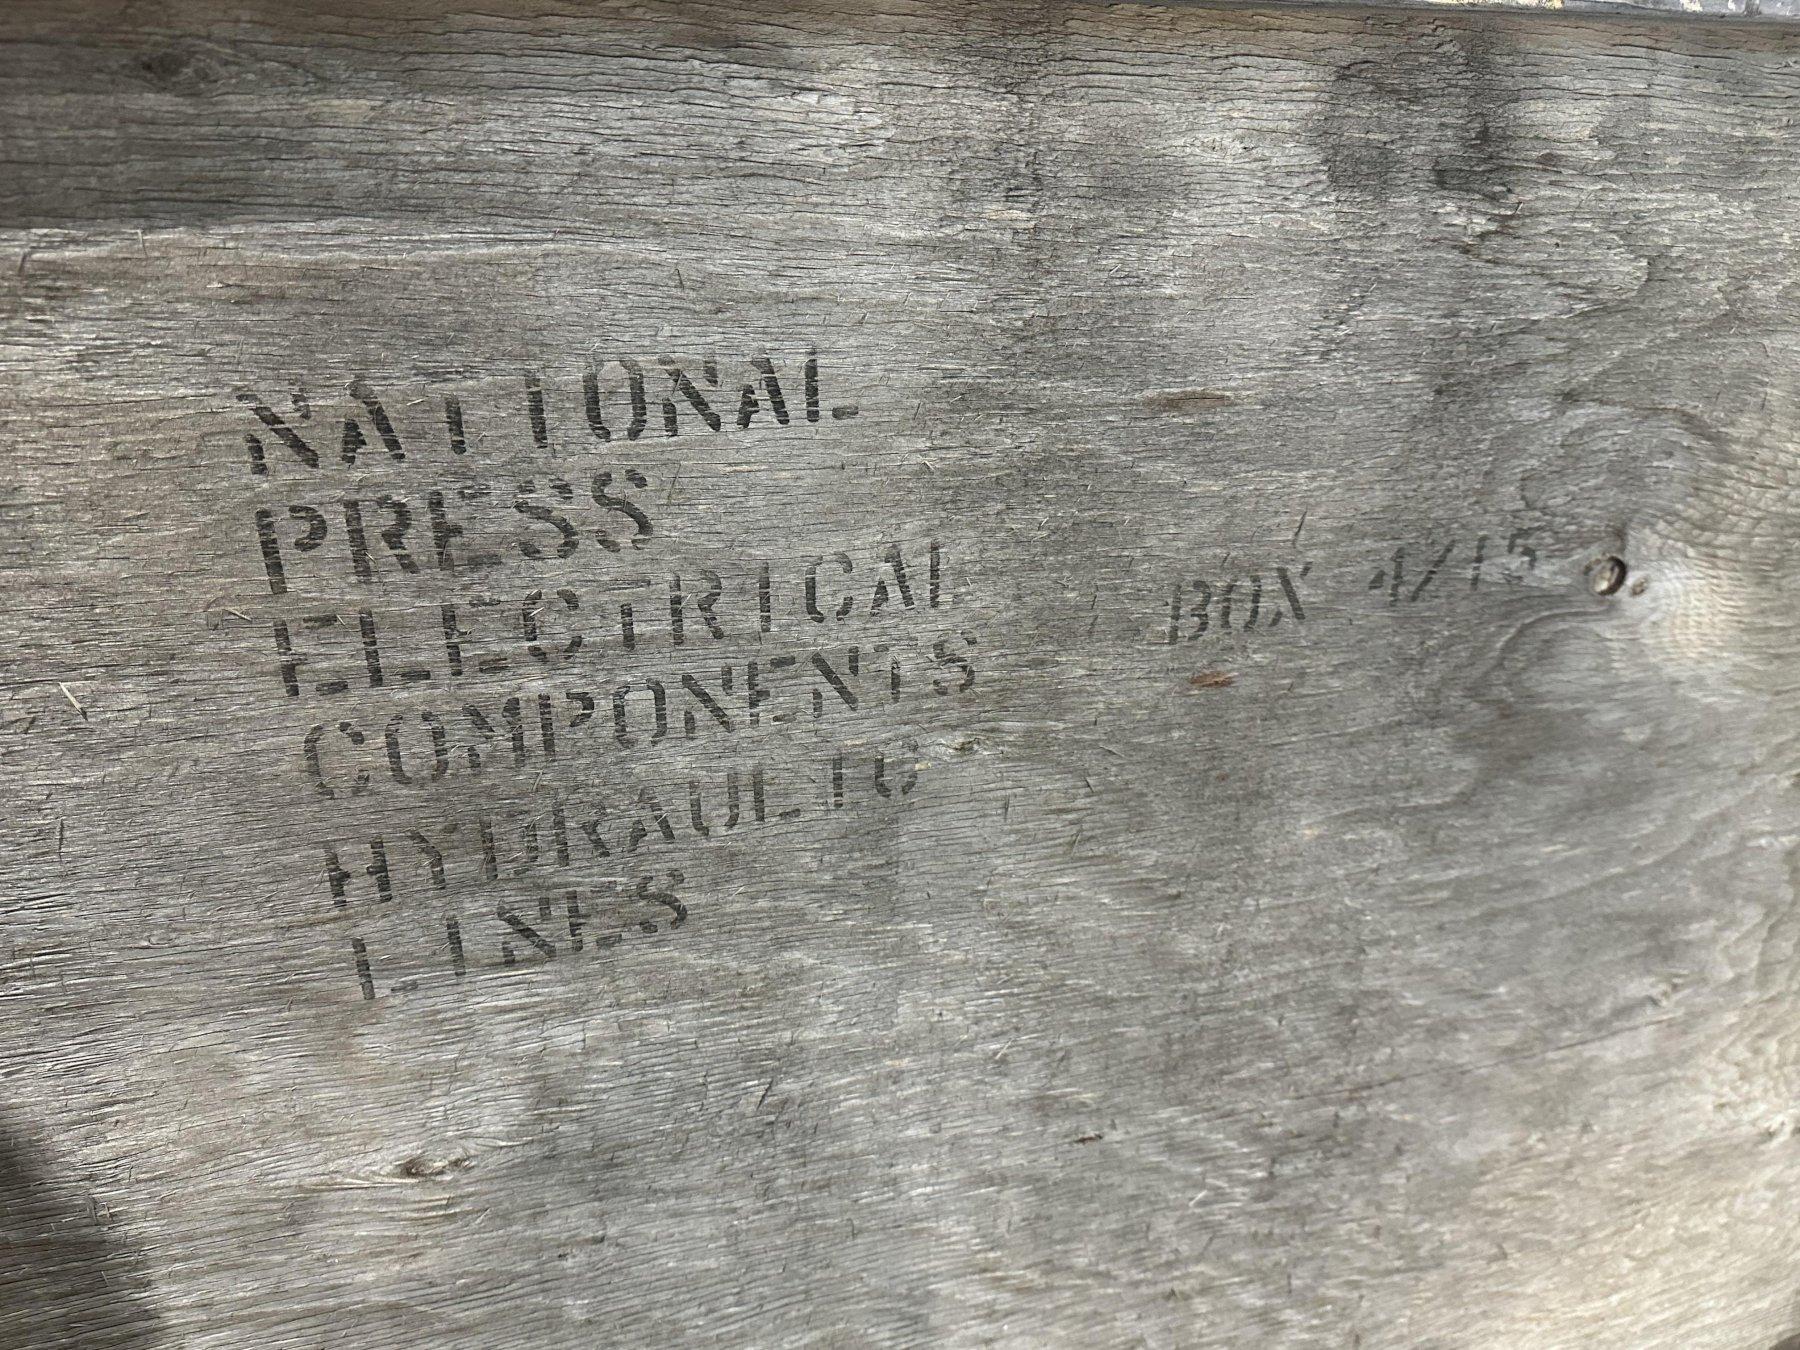 NATIONAL
PRESS
ELECTRICAL
COMPONENTS
HYDRAULIC
LINES
BOX 4/15